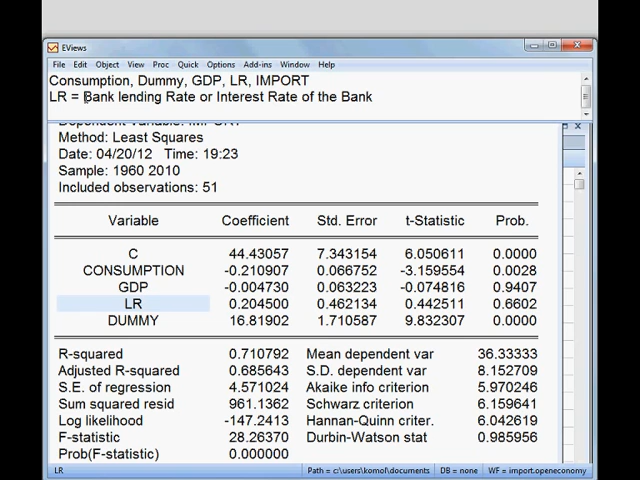 EViews
File Edit Object View Proc Quick Options Add-ins Window Help
Consumption, Dummy, GDP, LR, IMPORT
LR = Bank lending Rate or Interest Rate of the Bank
Dependent Variable: IMPORT
Method: Least Squares
Date: 04/20/12 Time: 19:23
Sample: 1960 2010
Included observations: 51
Variable Coefficient Std. Error t-Statistic Prob.
C 44.43057 7.343154 6.050611 0.0000
CONSUMPTION -0.210907 0.066752 -3.159554 0.0028
GDP -0.004730 0.063223 -0.074816 0.9407
LR 0.204500 0.462134 0.442511 0.6602
DUMMY 16.81902 1.710587 9.832307 0.0000
R-squared 0.710792 Mean dependent var 36.33333
Adjusted R-squared 0.685643 S.D. dependent var 8.152709
S.E. of regression 4.571024 Akaike info criterion 5.970246
Sum squared resid 961.1362 Schwarz criterion 6.159641
Log likelihood -147.2413 Hannan-Quinn criter. 6.042619
F-statistic 28.26370 Durbin-Watson stat 0.985956
Prob(F-statistic) 0.000000
LR Path = c:\users\komol\documents DB = none WF = import.openeconomy